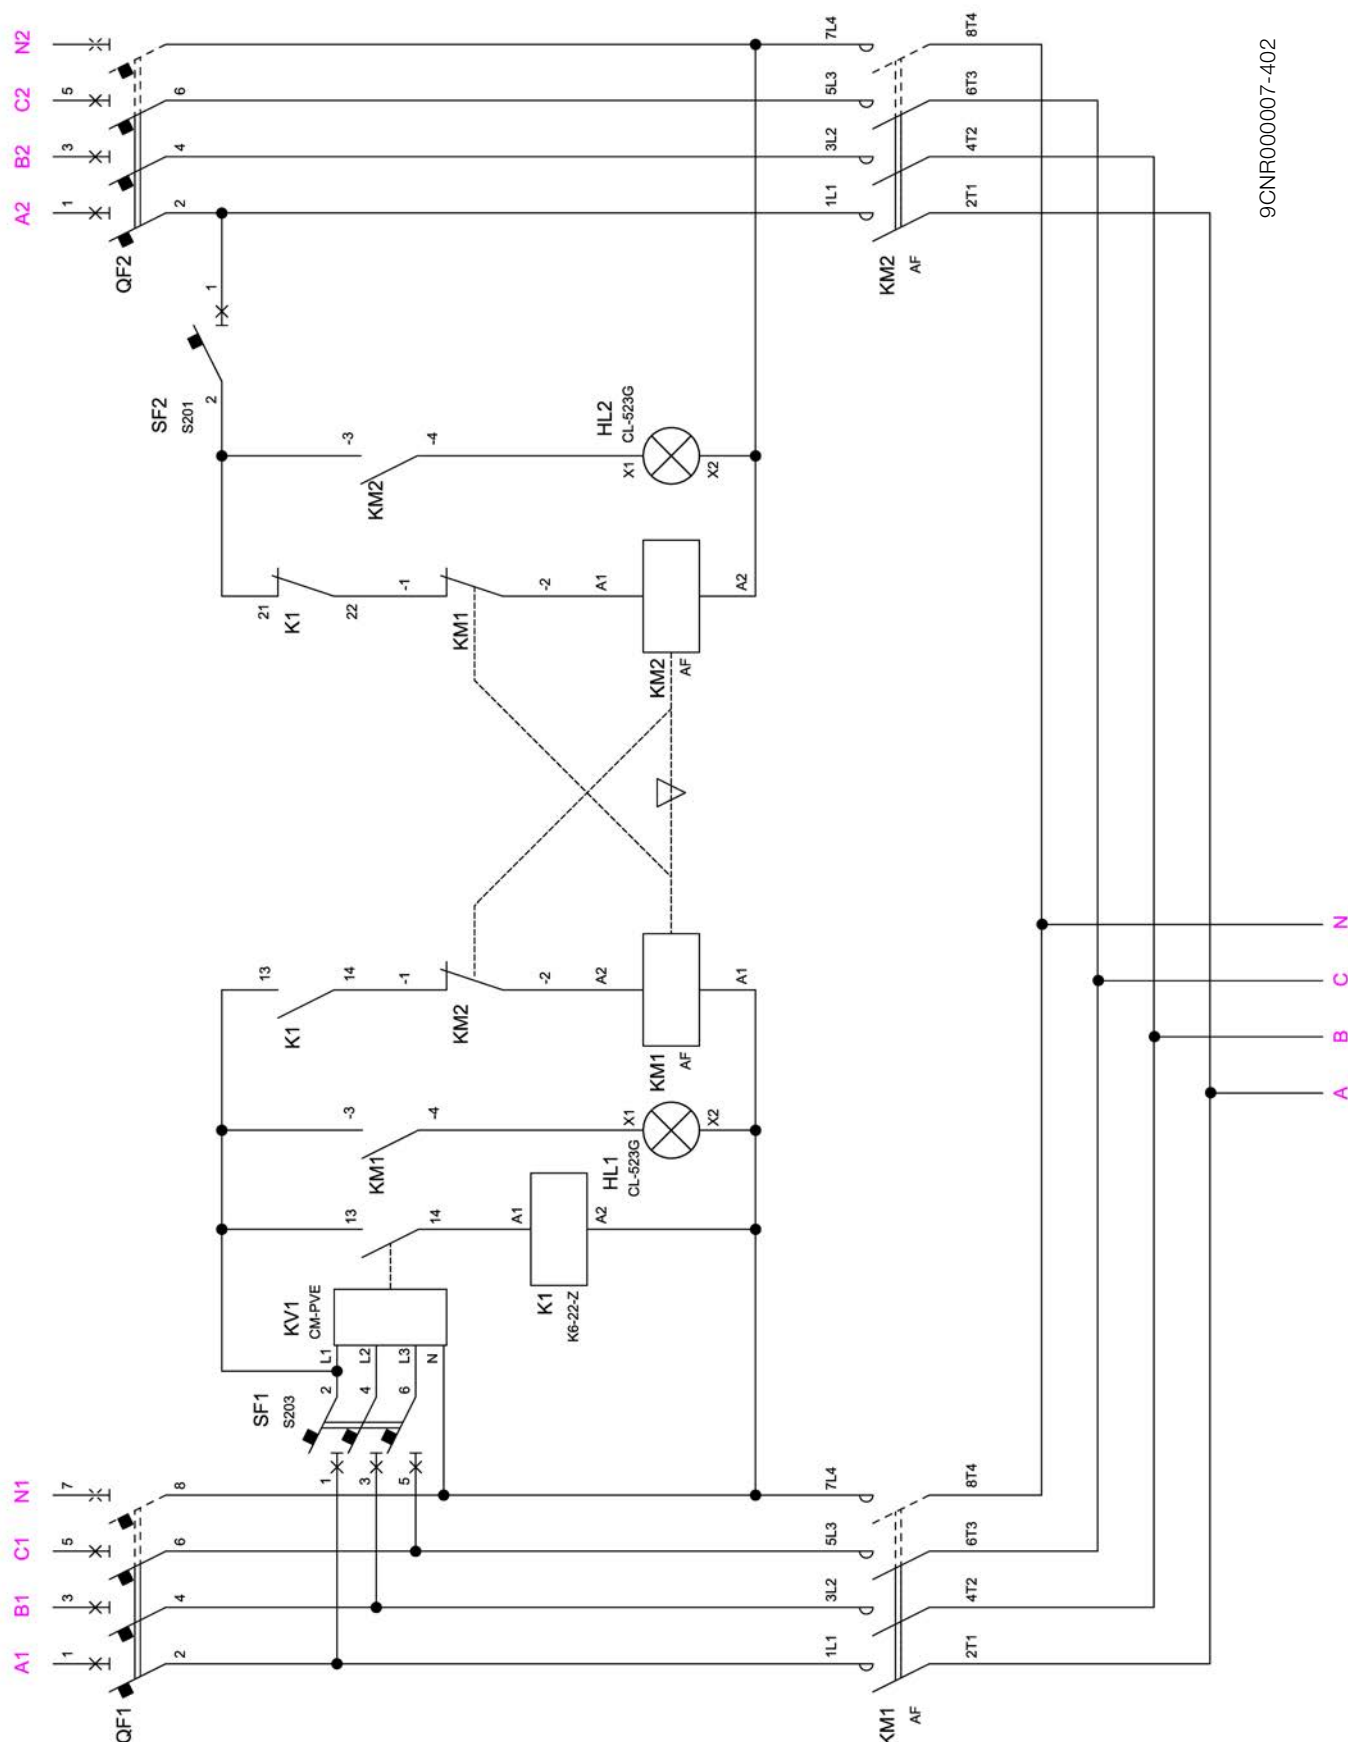 A1 B1 C1 N1 A2 B2 C2 N2
1 3 5 7 1 3 5
QF1 QF2
2 4 6 8 2 4 6
SF2
S201
2 1
SF1 13 21
S203
KV1 K1 K1
CM-PVE
1 2 L1
13 -3 14 22 -3
3 4 L2
KM1 KM2
5 6 L3 -1 -1
N 14 -4 -4
KM2 KM1
A1
K1 -2 -2
K6-22-Z
A2 A2 A1
HL1 HL2
CL-523G CL-523G
X1 X1
KM1 KM2
AF AF
X2 X2
A1 A2
1L1 3L2 5L3 7L4 1L1 3L2 5L3 7L4
KM1 KM2
AF AF
2T1 4T2 6T3 8T4 2T1 4T2 6T3 8T4
9CNR000007-402
A B C N